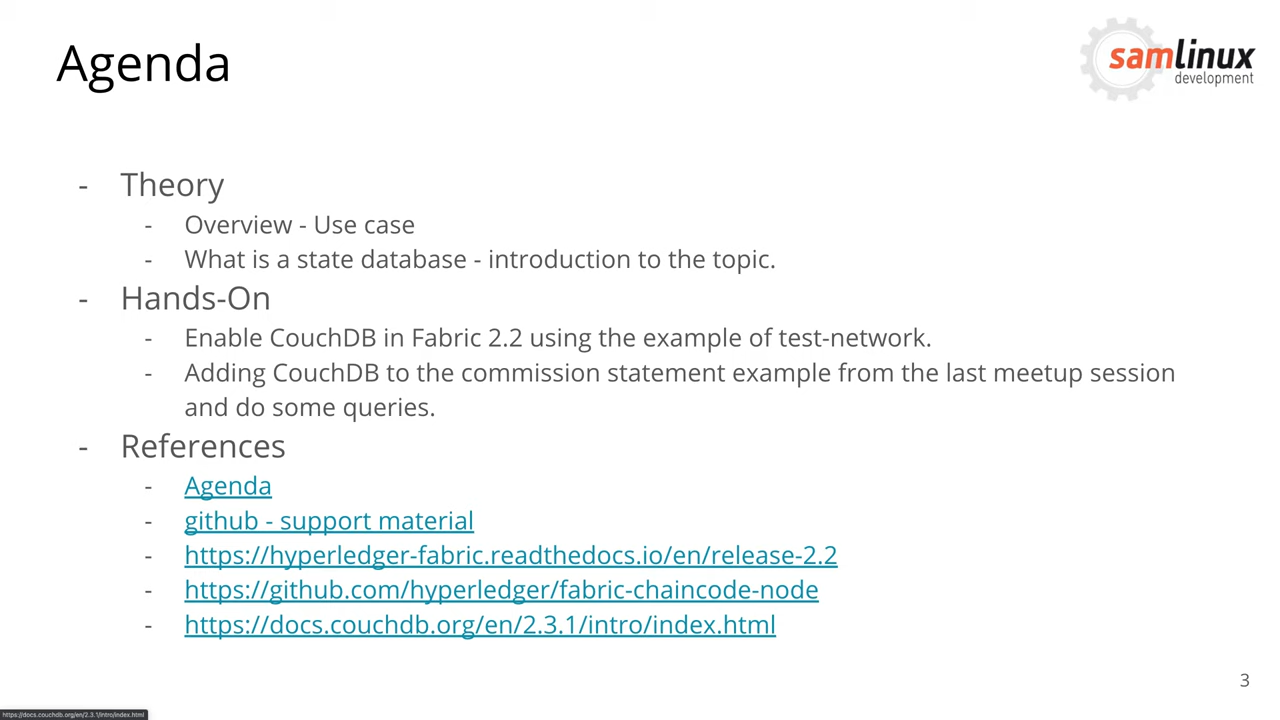 Agenda
samlinux
development
- Theory
- Overview - Use case
- What is a state database - introduction to the topic.
- Hands-On
- Enable CouchDB in Fabric 2.2 using the example of test-network.
- Adding CouchDB to the commission statement example from the last meetup session
and do some queries.
- References
- Agenda
- github - support material
- https://hyperledger-fabric.readthedocs.io/en/release-2.2
- https://github.com/hyperledger/fabric-chaincode-node
- https://docs.couchdb.org/en/2.3.1/intro/index.html
3
https://docs.couchdb.org/en/2.3.1/intro/index.html